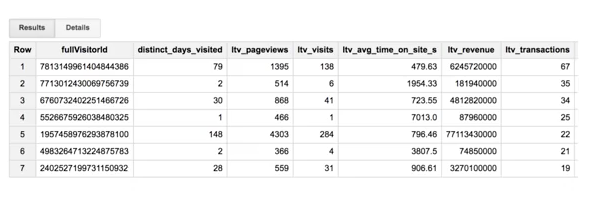 Results Details
Row fullVisitorId distinct_days_visited ltv_pageviews ltv_visits ltv_avg_time_on_site_s ltv_revenue ltv_transactions
1 7813149961404844386 79 1395 138 479.63 6245720000 67
2 7713012430069756739 2 514 6 1954.33 181940000 35
3 6760732402251466726 30 868 41 723.55 4812820000 34
4 5526675926038480325 1 466 1 7013.0 87960000 25
5 1957458976293878100 148 4303 284 796.46 77113430000 22
6 4983264713224875783 2 366 4 3807.5 74850000 21
7 2402527199731150932 28 559 31 906.61 3270100000 19